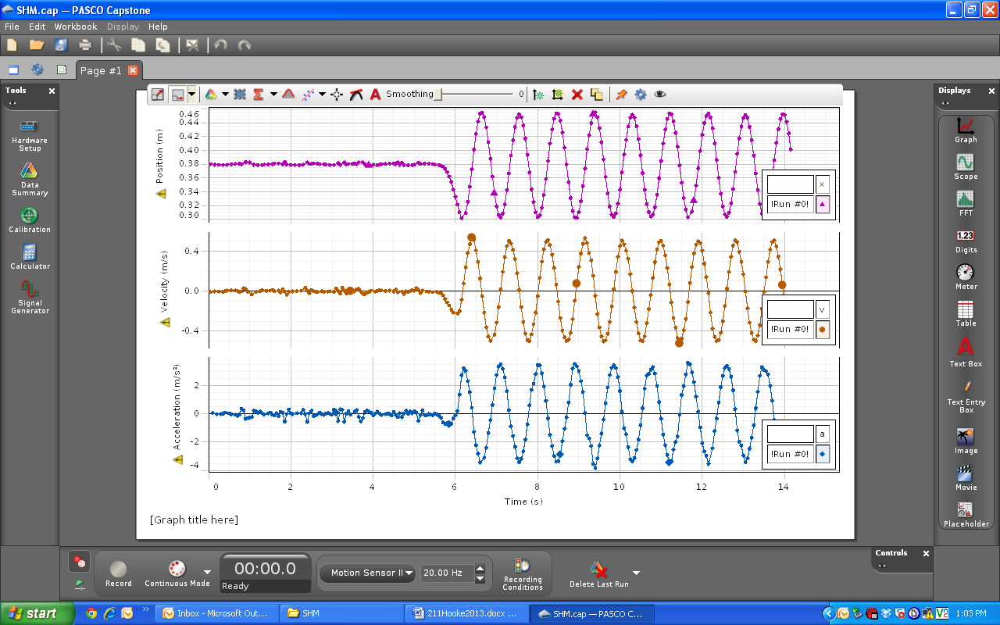 SHM.cap — PASCO Capstone
File Edit Workbook Display Help
Page #1
Tools
Hardware
Setup
Data
Summary
Calibration
Calculator
Signal
Generator
Smoothing 0
Position (m)
0.46
0.44
0.42
0.40
0.38
0.36
0.34
0.32
0.30
x
!Run #0!
Velocity (m/s)
0.4
0.0
-0.4
v
!Run #0!
Acceleration (m/s²)
2
0
-2
-4
a
!Run #0!
0 2 4 6 8 10 12 14
Time (s)
[Graph title here]
Displays
Graph
Scope
FFT
1.23
Digits
Meter
Table
A
Text Box
Text Entry
Box
Image
Movie
Placeholder
Record
Continuous Mode
00:00.0
Ready
Motion Sensor II
20.00 Hz
Recording
Conditions
Delete Last Run
Controls
start
Inbox - Microsoft Out...
SHM
211Hooke2013.docx ...
SHM.cap — PASCO C...
1:03 PM